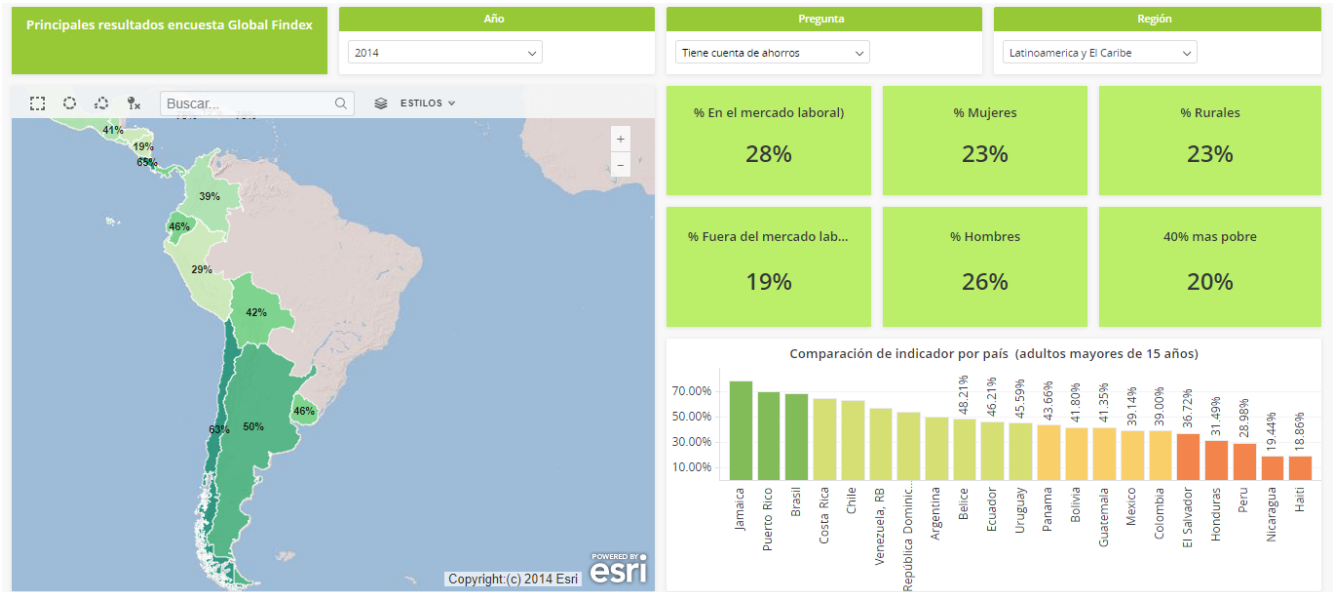 Principales resultados encuesta Global Findex
Año
2014
Pregunta
Tiene cuenta de ahorros
Región
Latinoamerica y El Caribe
Buscar...
ESTILOS
41%
19%
65%
39%
46%
29%
42%
46%
63%
50%
+
−
POWERED BY
esri
Copyright:(c) 2014 Esri
% En el mercado laboral)
28%
% Mujeres
23%
% Rurales
23%
% Fuera del mercado lab...
19%
% Hombres
26%
40% mas pobre
20%
Comparación de indicador por país (adultos mayores de 15 años)
70.00%
50.00%
30.00%
10.00%
48.21%
46.21%
45.59%
43.66%
41.80%
41.35%
39.14%
39.00%
36.72%
31.49%
28.98%
19.44%
18.86%
Jamaica
Puerto Rico
Brasil
Costa Rica
Chile
Venezuela, RB
República Dominic...
Argentina
Belice
Ecuador
Uruguay
Panama
Bolivia
Guatemala
Mexico
Colombia
El Salvador
Honduras
Peru
Nicaragua
Haiti